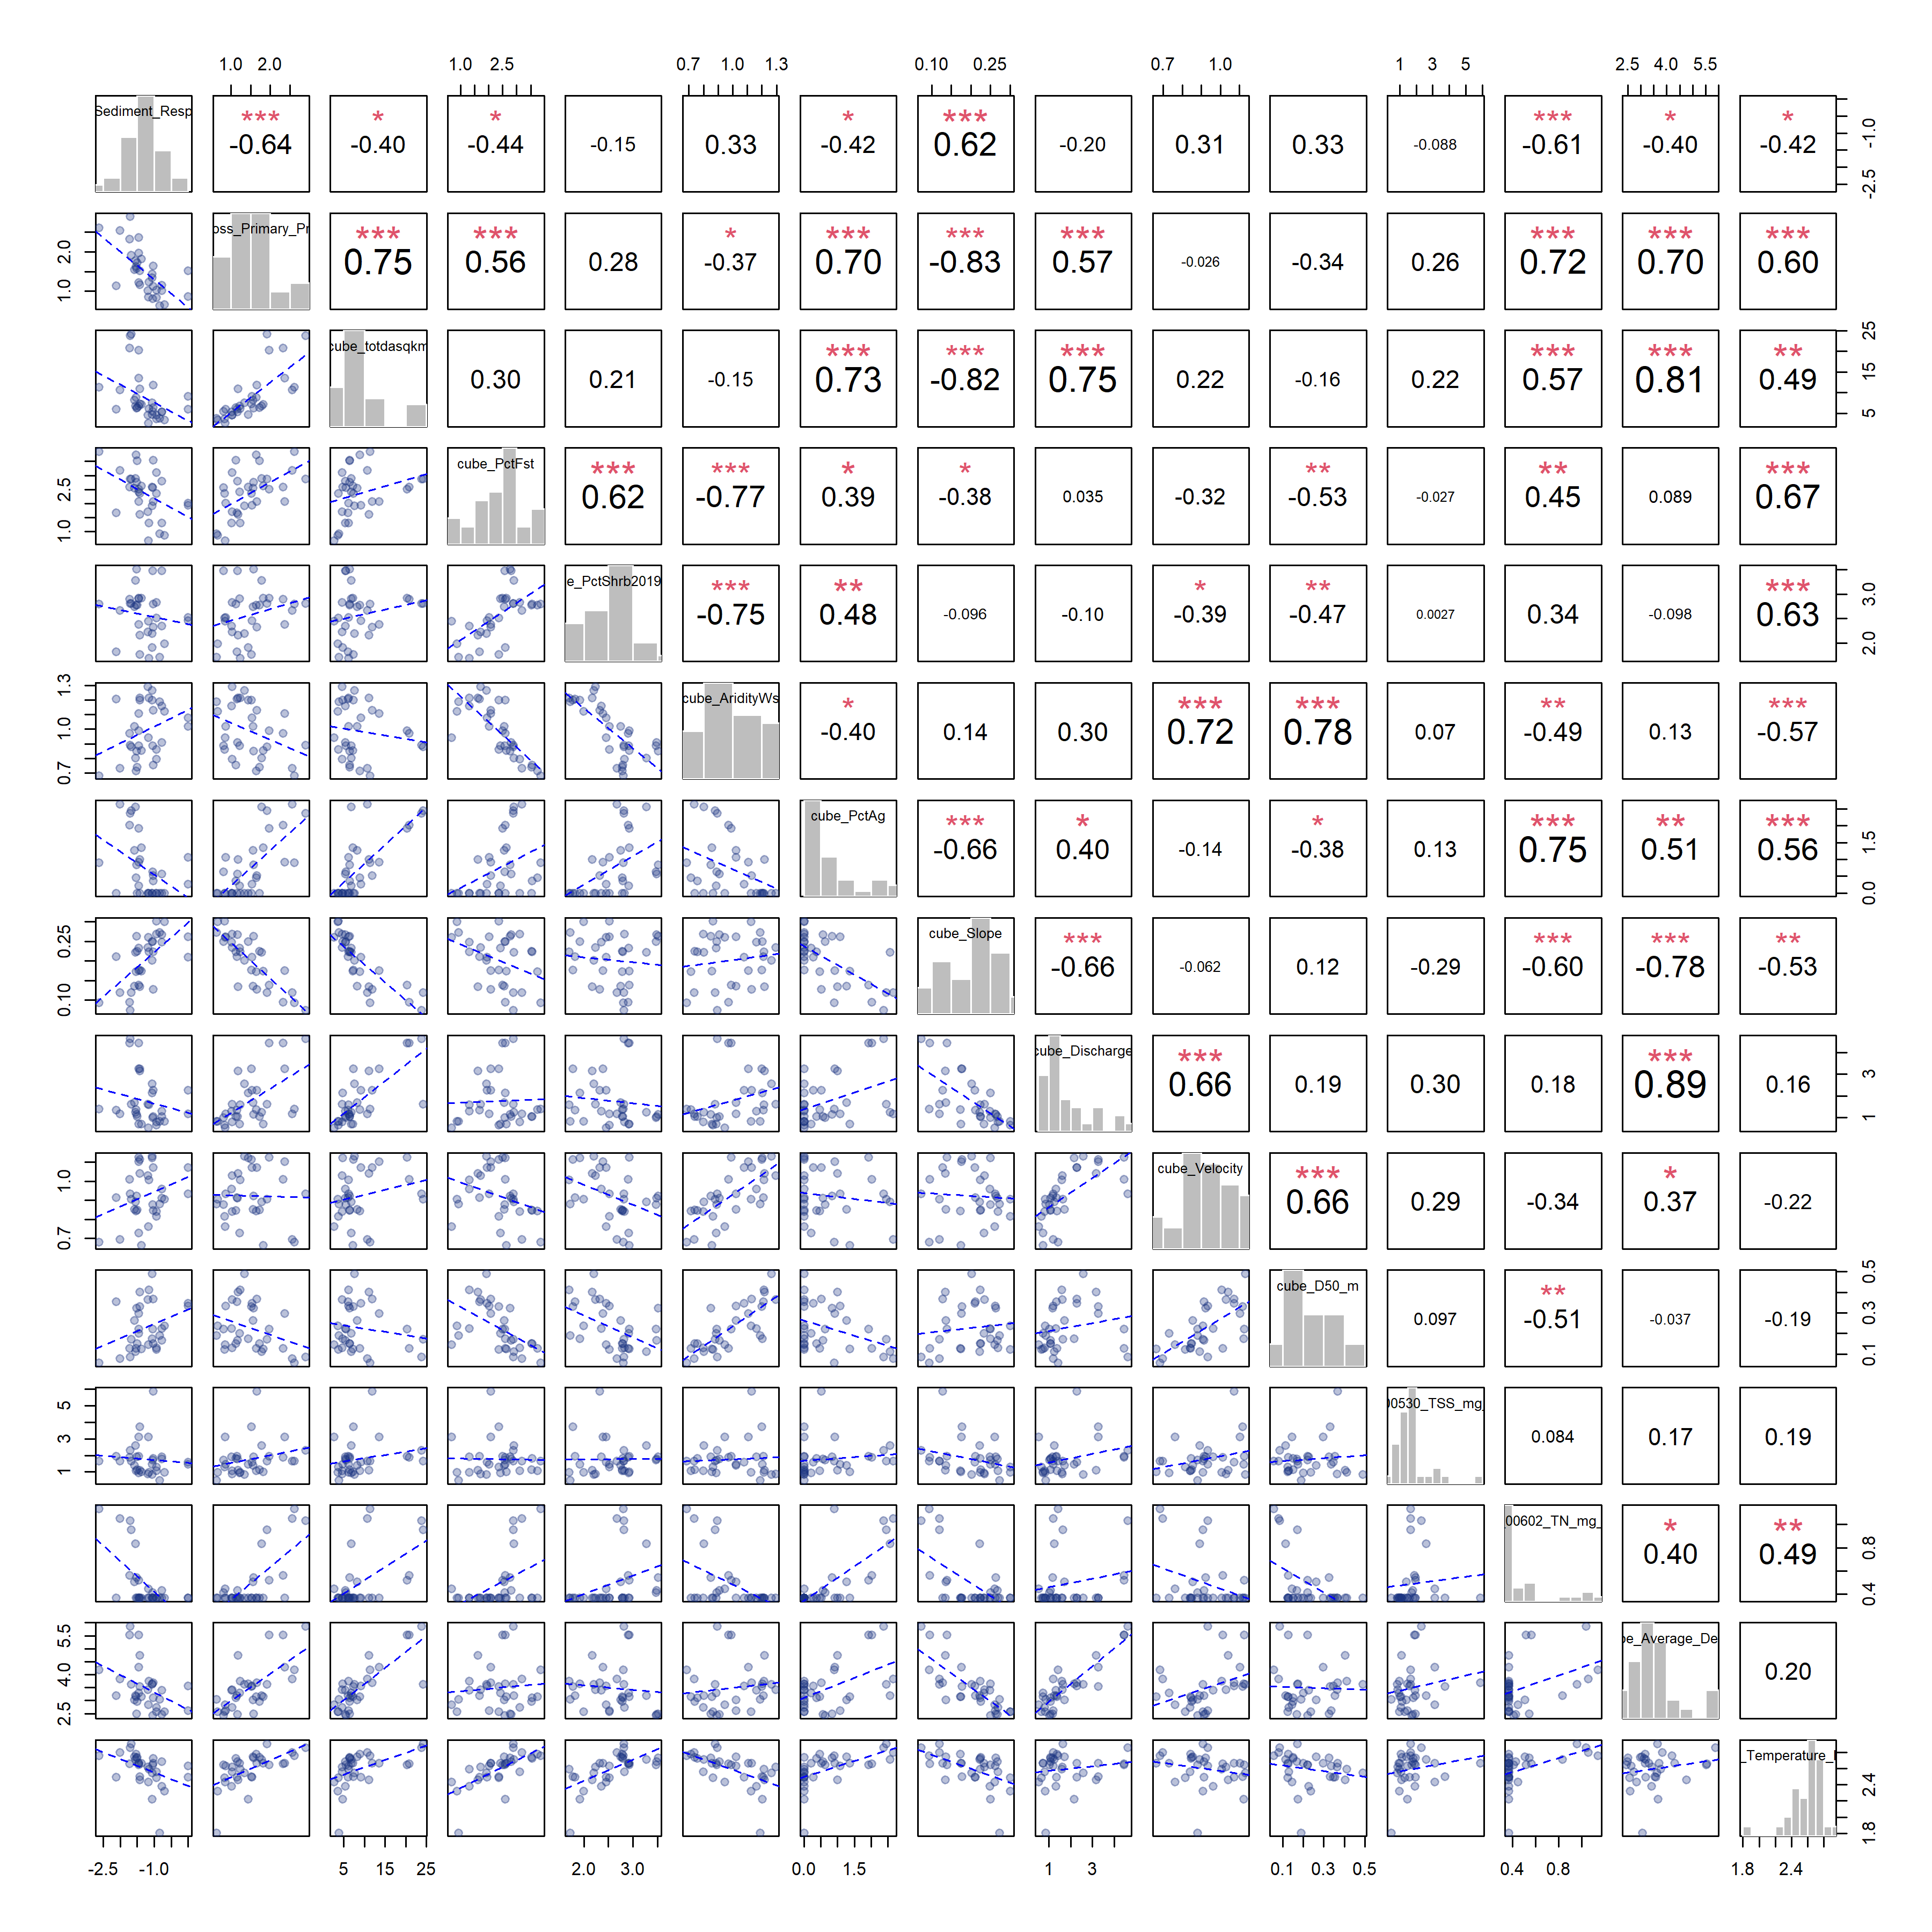 1.0 2.0 1.0 2.5 0.7 1.0 1.3 0.10 0.25 0.7 1.0 1 3 5 2.5 4.0 5.5
Sediment_Resp
*** * * * *** *** * *
-0.64 -0.40 -0.44 -0.15 0.33 -0.42 0.62 -0.20 0.31 0.33 -0.088 -0.61 -0.40 -0.42
-2.5 -1.0
oss_Primary_Pr
*** *** * *** *** *** *** *** ***
0.75 0.56 0.28 -0.37 0.70 -0.83 0.57 -0.026 -0.34 0.26 0.72 0.70 0.60
1.0 2.0
cube_totdasqkm
*** *** *** *** *** **
0.30 0.21 -0.15 0.73 -0.82 0.75 0.22 -0.16 0.22 0.57 0.81 0.49
5 15 25
cube_PctFst
*** *** * * ** ** ***
0.62 -0.77 0.39 -0.38 0.035 -0.32 -0.53 -0.027 0.45 0.089 0.67
1.0 2.5
e_PctShrb2019
*** ** * ** ***
-0.75 0.48 -0.096 -0.10 -0.39 -0.47 0.0027 0.34 -0.098 0.63
2.0 3.0
cube_AridityWs
* *** *** ** ***
-0.40 0.14 0.30 0.72 0.78 0.07 -0.49 0.13 -0.57
0.7 1.0 1.3
cube_PctAg
*** * * *** ** ***
-0.66 0.40 -0.14 -0.38 0.13 0.75 0.51 0.56
0.0 1.5
cube_Slope
*** *** *** **
-0.66 -0.062 0.12 -0.29 -0.60 -0.78 -0.53
0.10 0.25
cube_Discharge
*** ***
0.66 0.19 0.30 0.18 0.89 0.16
1 3
cube_Velocity
*** *
0.66 0.29 -0.34 0.37 -0.22
0.7 1.0
cube_D50_m
**
0.097 -0.51 -0.037 -0.19
0.1 0.3 0.5
00530_TSS_mg_
0.084 0.17 0.19
1 3 5
00602_TN_mg_
* **
0.40 0.49
0.4 0.8
be_Average_De
0.20
2.5 4.0 5.5
_Temperature_
1.8 2.4
-2.5 -1.0 5 15 25 2.0 3.0 0.0 1.5 1 3 0.1 0.3 0.5 0.4 0.8 1.8 2.4